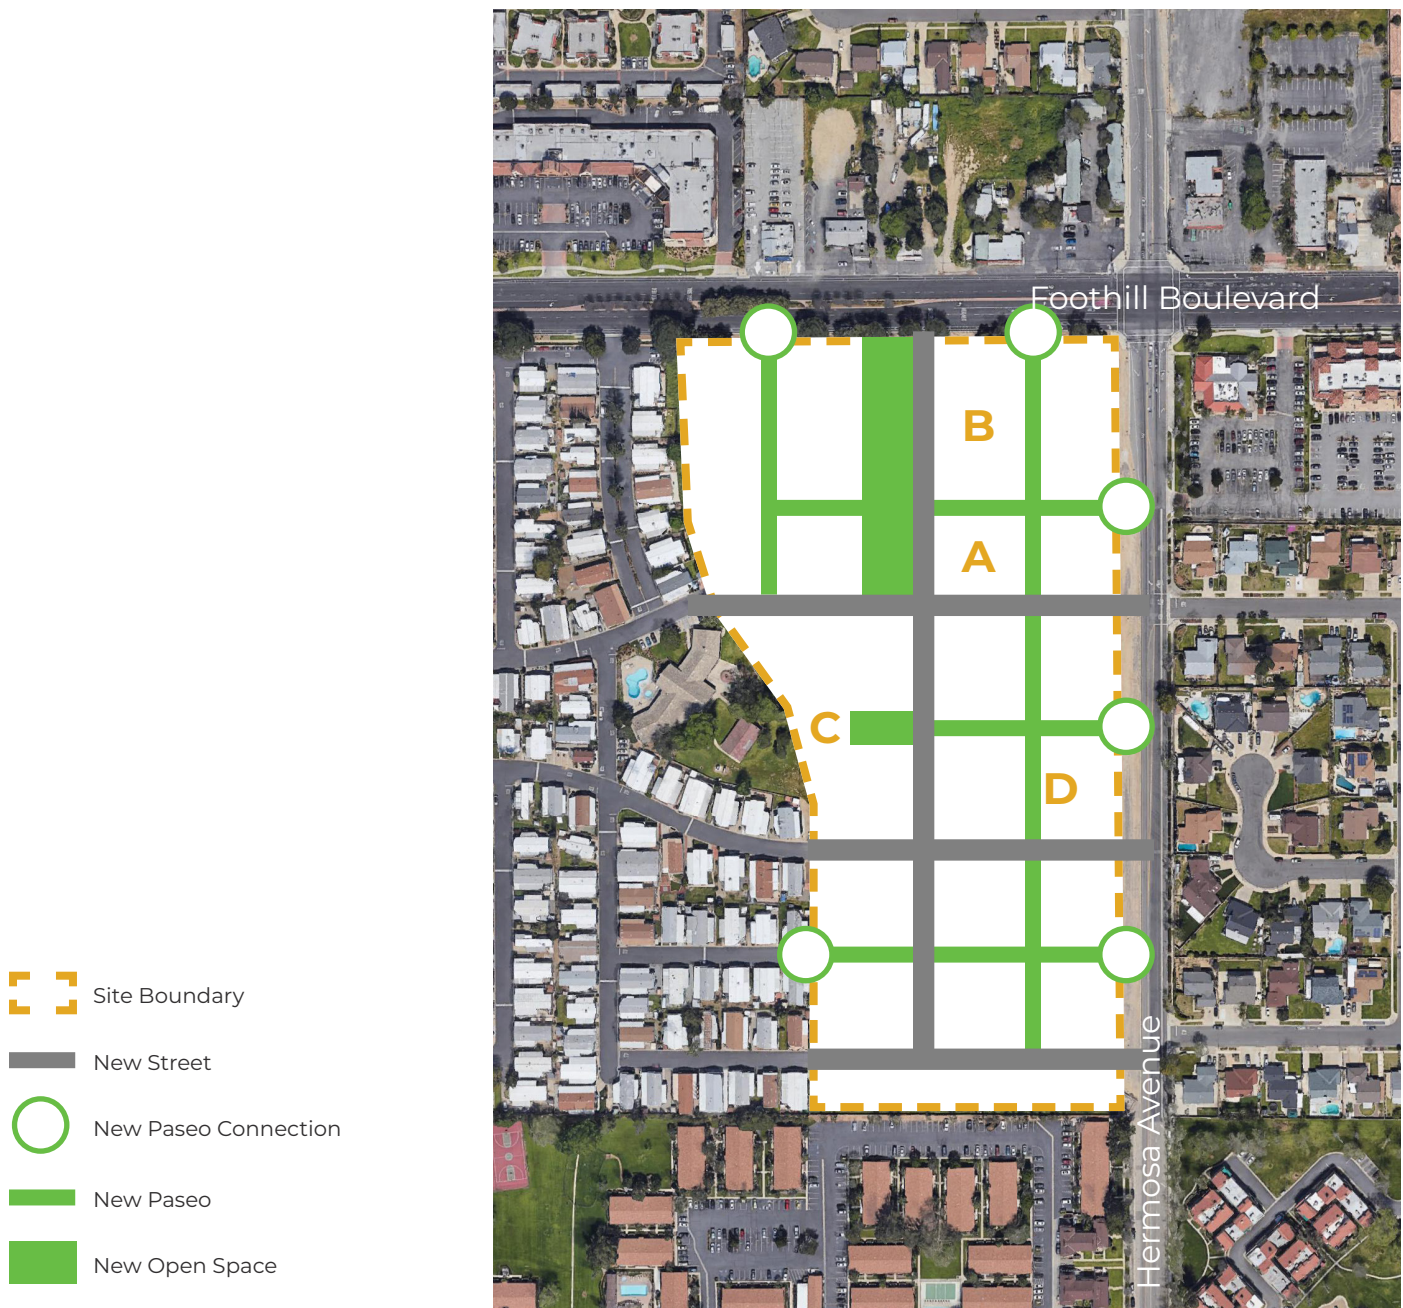 Foothill Boulevard
B
A
C
D
Site Boundary
New Street
New Paseo Connection
New Paseo
New Open Space
Hermosa Avenue